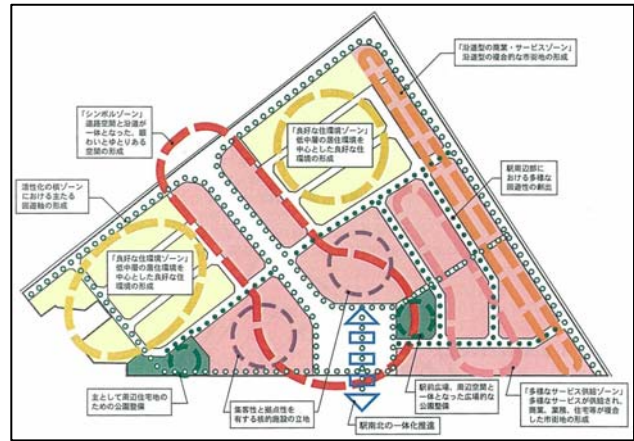 「沿道型の商業・サービスゾーン」
沿道型の複合的な市街地の形成
「シンボルゾーン」
道路空間と沿道が
一体となった、賑
わいとゆとりある
空間の形成
「良好な住環境ゾーン」
低中層の居住環境を
中心とした良好な住
環境の形成
駅周辺部に
おける多様な
回遊性の創出
活性化の核ゾーン
における主たる
回遊軸の形成
「良好な住環境ゾーン」
低中層の居住環境を
中心とした良好な住
環境の形成
主として周辺住宅地の
ための公園整備
集客性と拠点性を
有する核的施設の立地
駅南北の一体化推進
駅前広場、周辺空間と
一体となった広場的な
公園整備
「多様なサービス供給ゾーン」
多様なサービスが供給され、
商業、業務、住宅等が複合
した市街地の形成